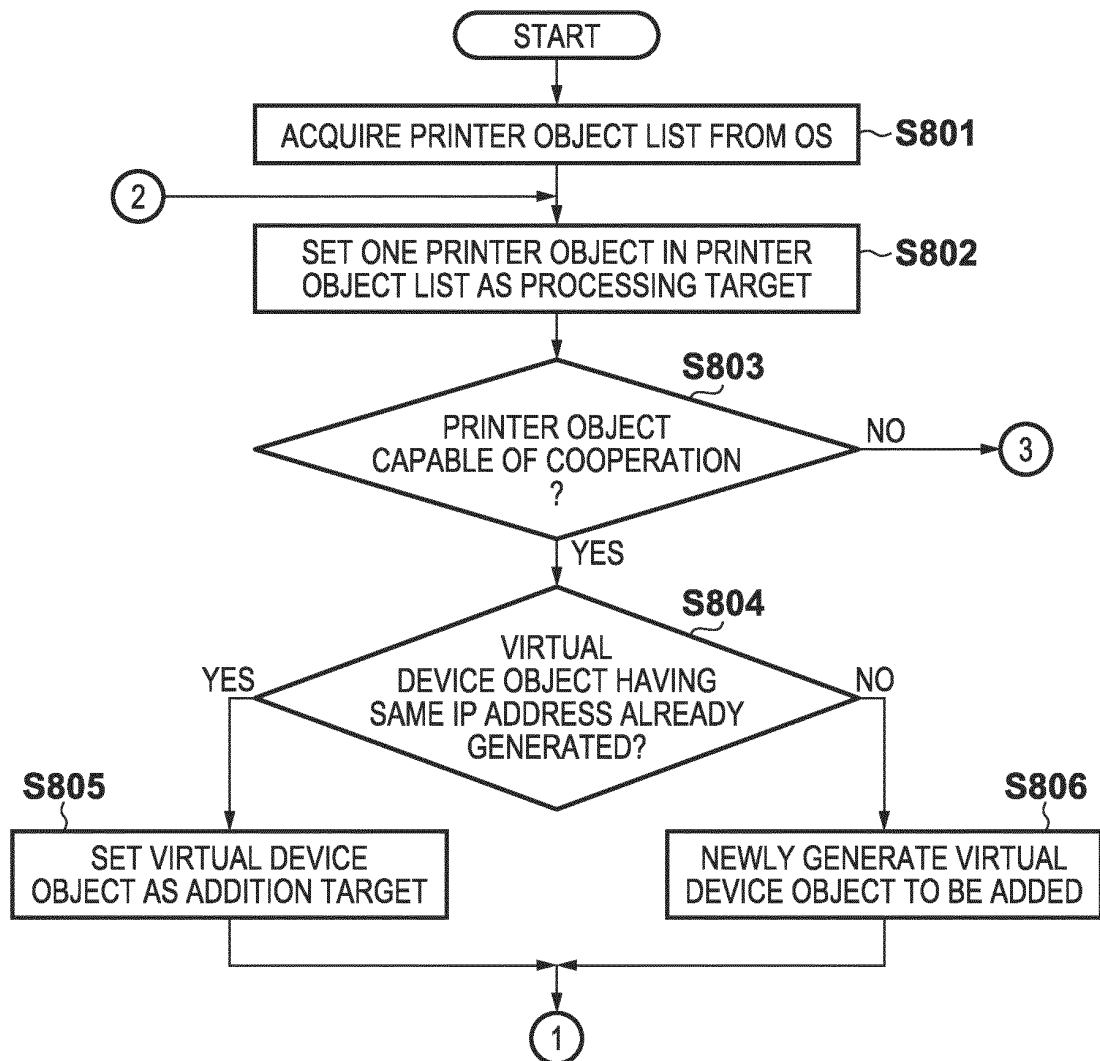 START
ACQUIRE PRINTER OBJECT LIST FROM OS
S801
2
SET ONE PRINTER OBJECT IN PRINTER
OBJECT LIST AS PROCESSING TARGET
S802
S803
PRINTER OBJECT
CAPABLE OF COOPERATION
?
NO
3
YES
S804
VIRTUAL
DEVICE OBJECT HAVING
SAME IP ADDRESS ALREADY
GENERATED?
YES
NO
S805
SET VIRTUAL DEVICE
OBJECT AS ADDITION TARGET
S806
NEWLY GENERATE VIRTUAL
DEVICE OBJECT TO BE ADDED
1